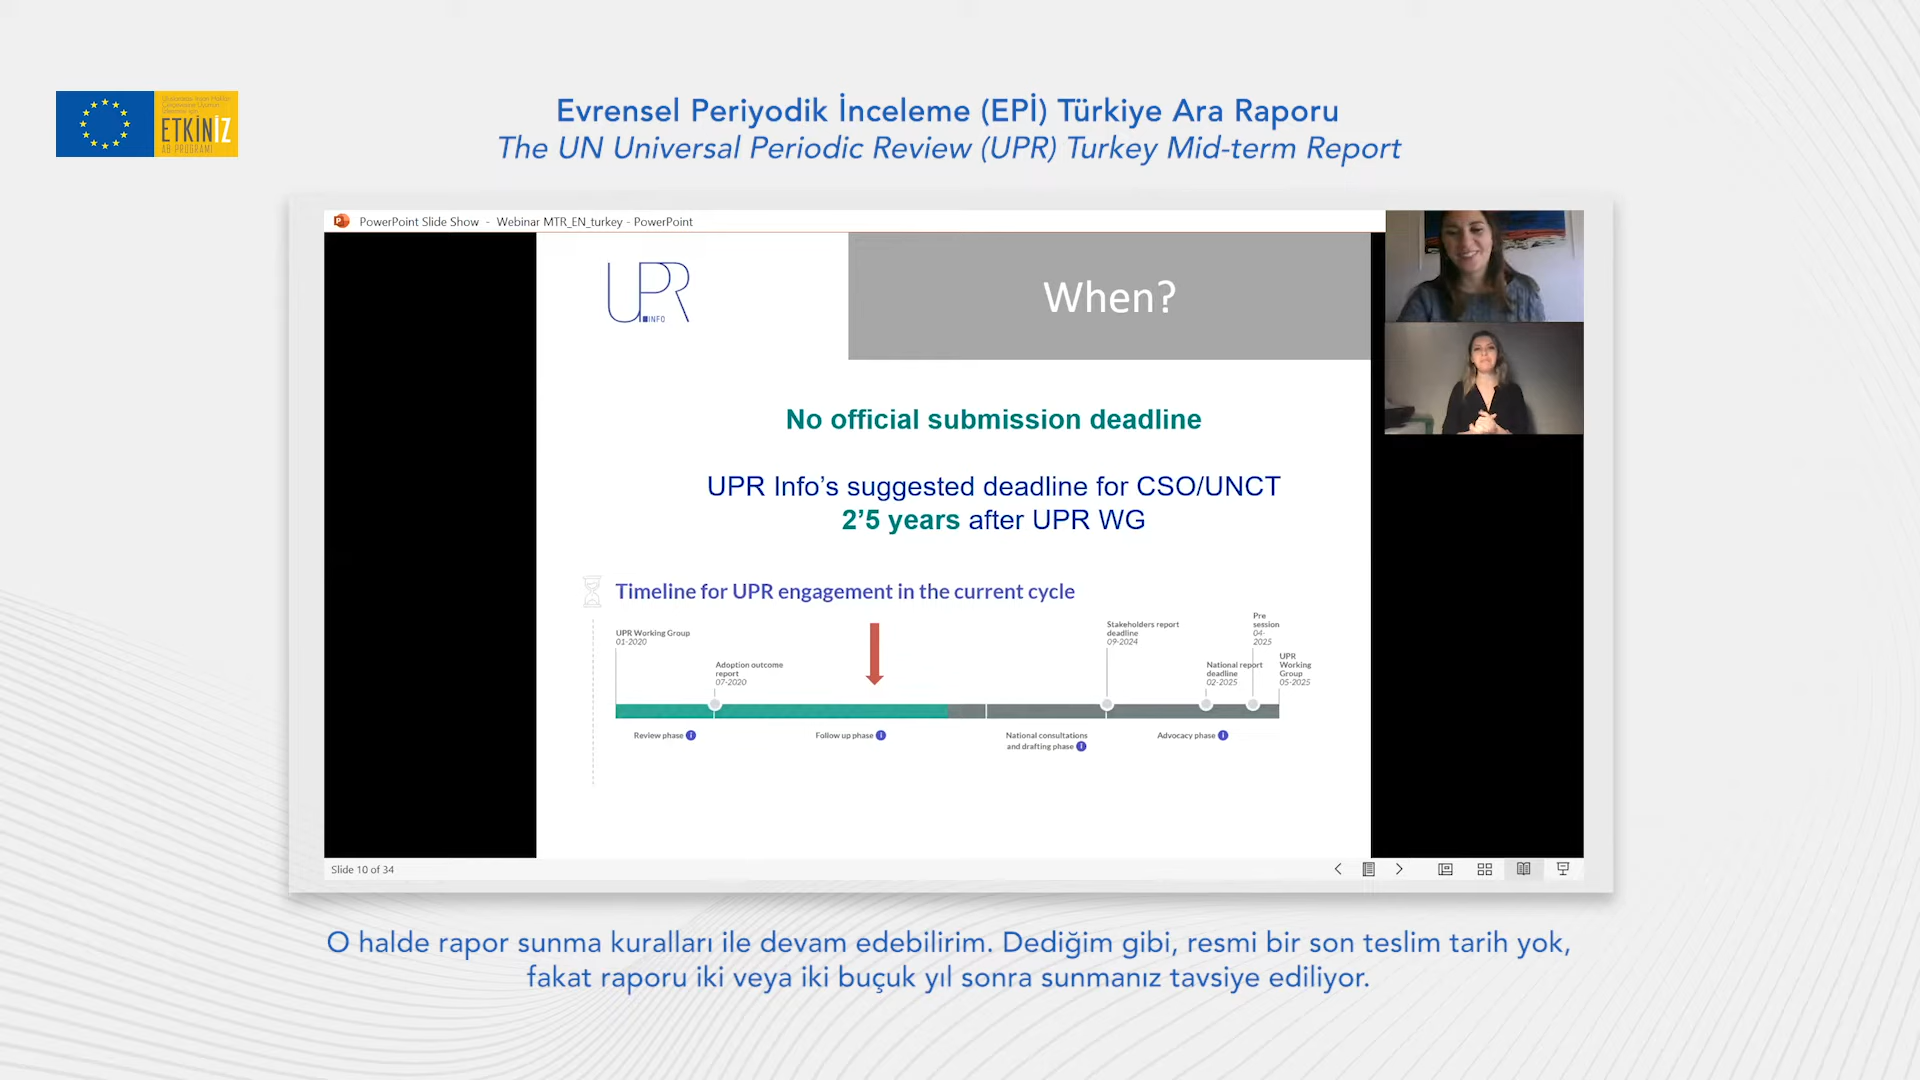 Evrensel Periyodik İnceleme (EPİ) Türkiye Ara Raporu
The UN Universal Periodic Review (UPR) Turkey Mid-term Report
ETKİNİZ
AB PROGRAMI
PowerPoint Slide Show - Webinar MTR_EN_turkey - PowerPoint
UPR
INFO
When?
No official submission deadline
UPR Info’s suggested deadline for CSO/UNCT
2’5 years after UPR WG
Timeline for UPR engagement in the current cycle
UPR Working Group
01-2020
Adoption outcome
report
07-2020
Stakeholders report
deadline
09-2024
National report
deadline
02-2025
Pre
session
04-
2025
UPR
Working
Group
05-2025
Review phase
Follow up phase
National consultations
and drafting phase
Advocacy phase
Slide 10 of 34
O halde rapor sunma kuralları ile devam edebilirim. Dediğim gibi, resmi bir son teslim tarih yok,
fakat raporu iki veya iki buçuk yıl sonra sunmanız tavsiye ediliyor.